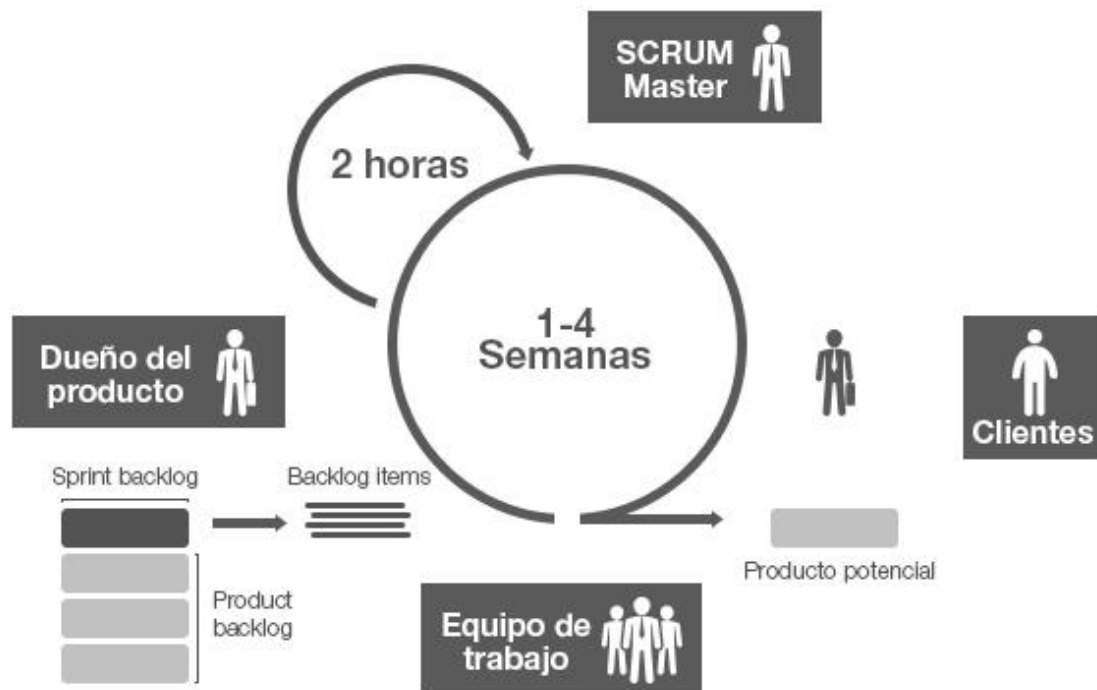 SCRUM
Master
2 horas
1-4
Semanas
Dueño del
producto
Clientes
Sprint backlog
Backlog items
Product
backlog
Producto potencial
Equipo de
trabajo